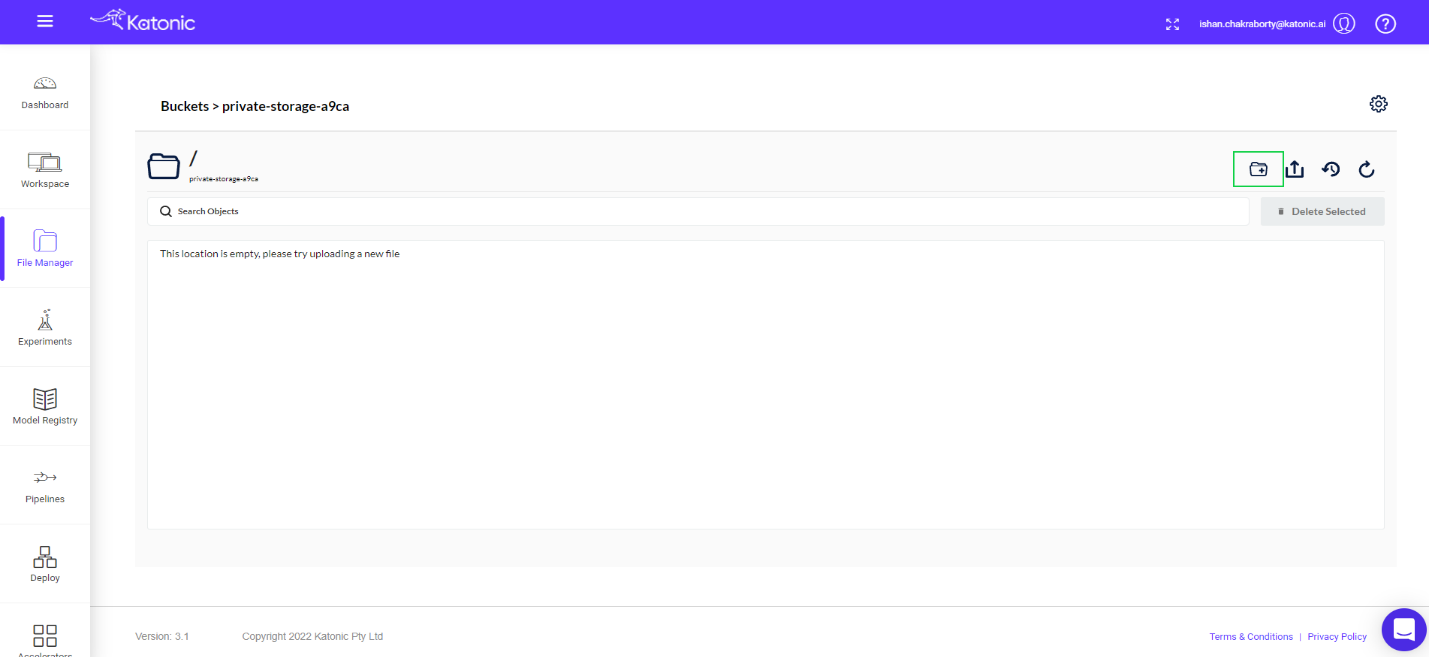 Katonic
ishan.chakraborty@katonic.ai
?
Dashboard
Workspace
File Manager
Experiments
Model Registry
Pipelines
Deploy
Accelerators
Buckets > private-storage-a9ca
/
private-storage-a9ca
Search Objects
Delete Selected
This location is empty, please try uploading a new file
Version: 3.1
Copyright 2022 Katonic Pty Ltd
Terms & Conditions | Privacy Policy